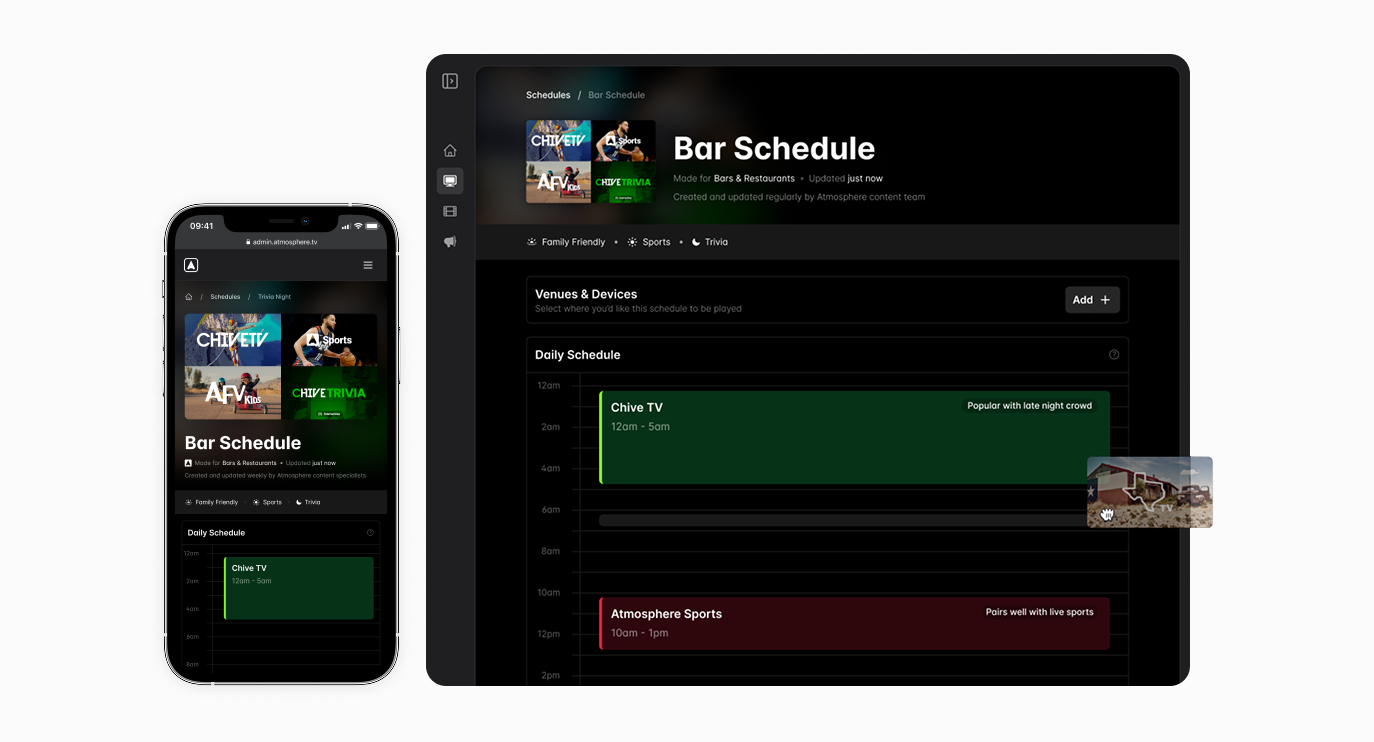 09:41
admin.atmosphere.tv
/ Schedules / Trivia Night
CHIVETV
Sports
AFV Kids
CHIVE TRIVIA
Interactive
Bar Schedule
Made for Bars & Restaurants • Updated just now
Created and updated weekly by Atmosphere content specialists
Family Friendly • Sports • Trivia
Daily Schedule
12am
Chive TV
12am - 5am
2am
4am
6am
8am
Schedules / Bar Schedule
CHIVETV
Sports
AFV Kids
CHIVE TRIVIA
Bar Schedule
Made for Bars & Restaurants • Updated just now
Created and updated regularly by Atmosphere content team
Family Friendly • Sports • Trivia
Venues & Devices
Select where you'd like this schedule to be played
Add +
Daily Schedule
12am
Chive TV
Popular with late night crowd
12am - 5am
2am
4am
TV
6am
8am
10am
Atmosphere Sports
Pairs well with live sports
10am - 1pm
12pm
2pm